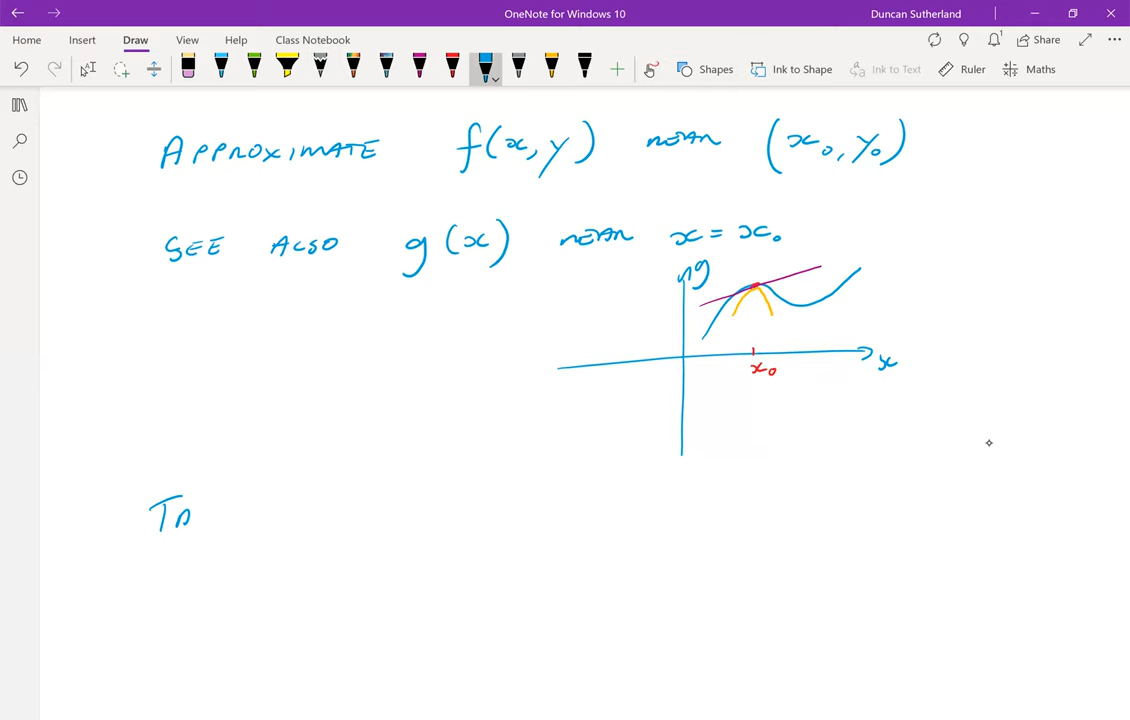 OneNote for Windows 10
Duncan Sutherland
Home Insert Draw View Help Class Notebook
Share
Shapes Ink to Shape Ink to Text Ruler Maths
APPROXIMATE f(x, y) NEAR (x₀, y₀)
SEE ALSO g(x) NEAR x = x₀
g
x
x₀
TA